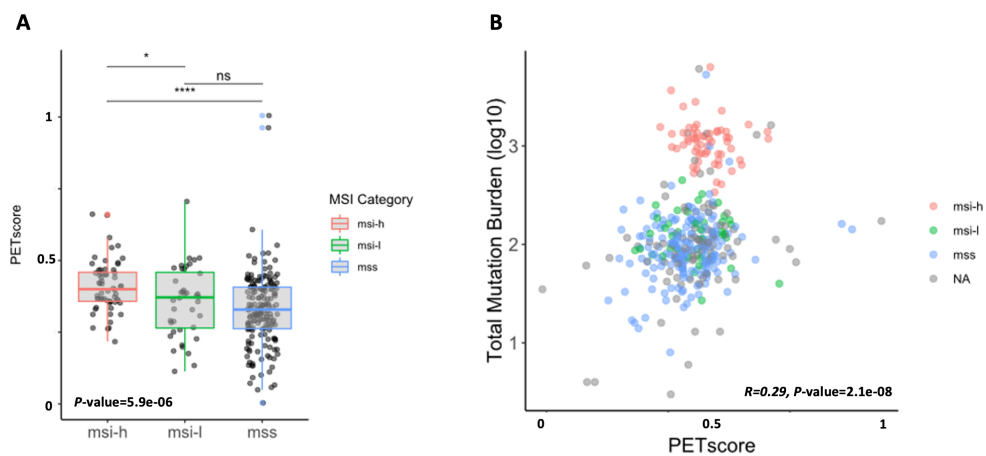 A
*
ns
****
1
0.5
0
PETscore
P-value=5.9e-06
msi-h
msi-l
mss
MSI Category
msi-h
msi-l
mss
B
Total Mutation Burden (log10)
3
2
1
R=0.29, P-value=2.1e-08
0
0.5
1
PETscore
msi-h
msi-l
mss
NA